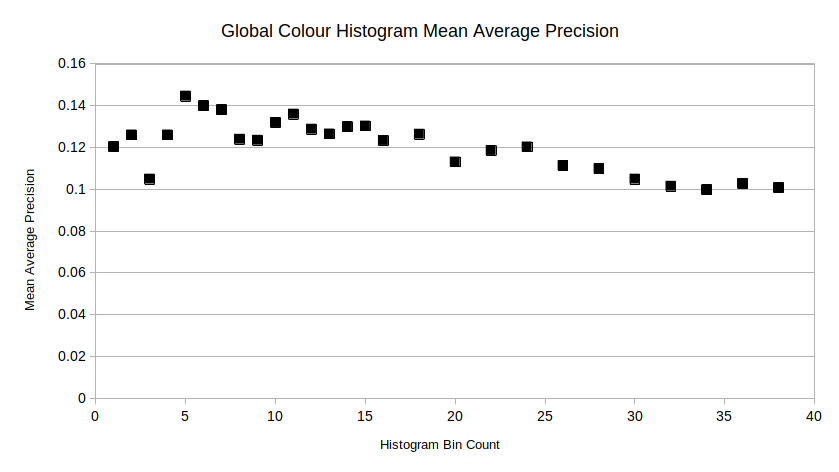 Global Colour Histogram Mean Average Precision
0.16
0.14
0.12
0.1
0.08
0.06
0.04
0.02
0
Mean Average Precision
0 5 10 15 20 25 30 35 40
Histogram Bin Count